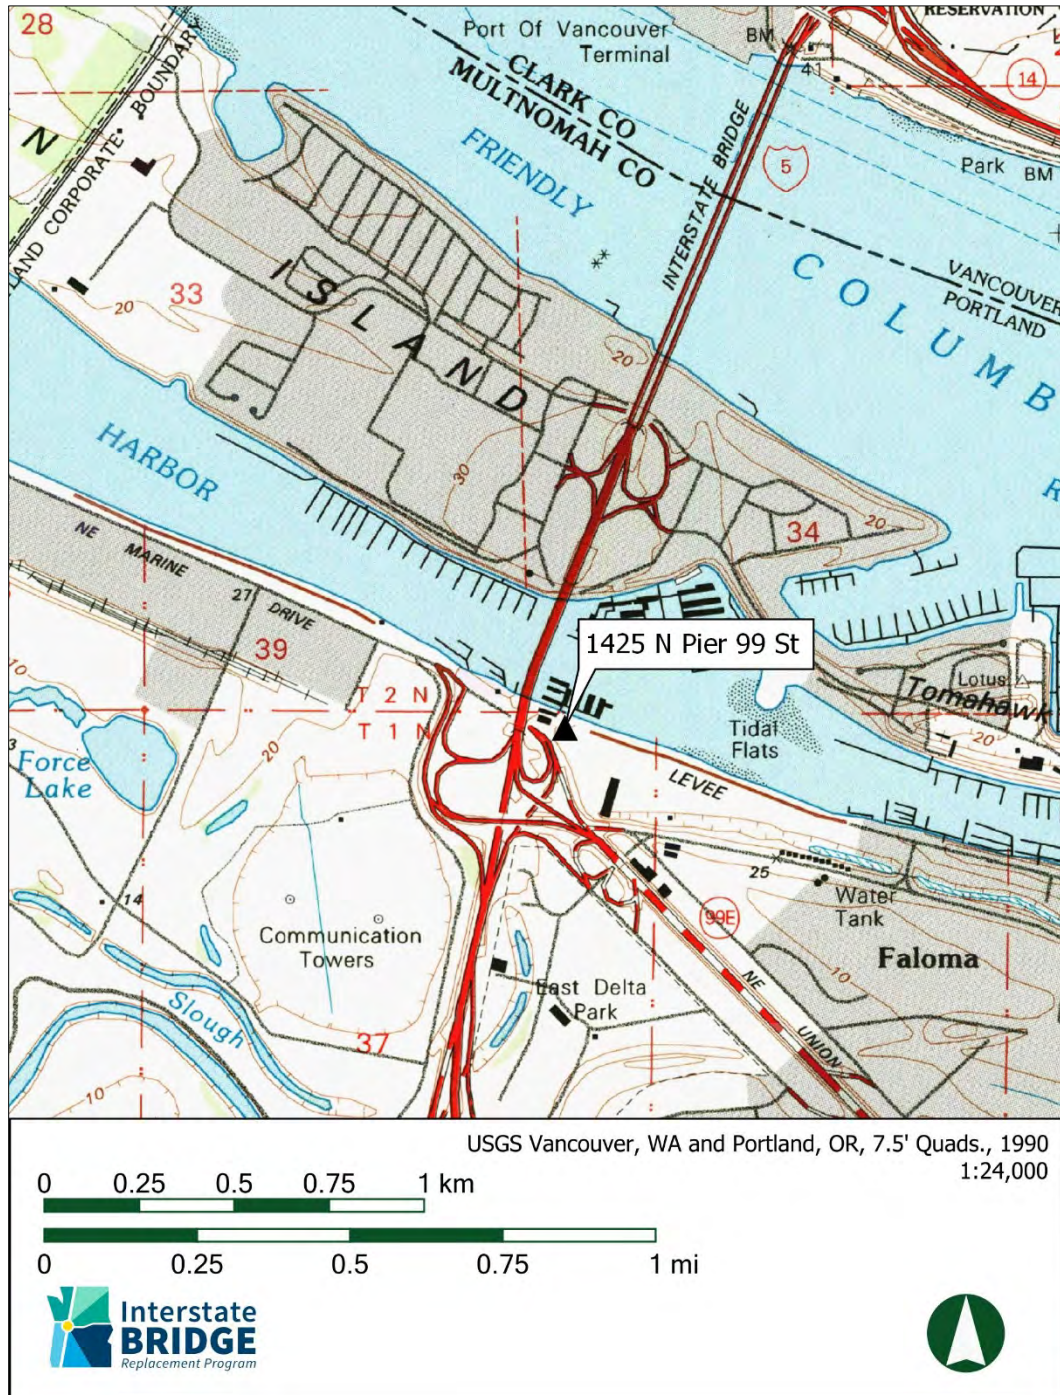 28
Port Of Vancouver
Terminal
BM
41
RESERVATION
14
BOUNDARY
LAND CORPORATE
N
CLARK CO
MULTNOMAH CO
FRIENDLY
INTERSTATE BRIDGE
5
Park
BM
VANCOUVER
PORTLAND
COLUMB
R
33
20
ISLAND
20
30
34
20
HARBOR
NE MARINE DRIVE
27
39
10
T 2 N
T 1 N
1425 N Pier 99 St
Lotus
Tomahawk
20
Tidal
Flats
3
Force
Lake
20
LEVEE
14
25
Water
Tank
99E
Communication
Towers
Faloma
10
East Delta
Park
NE UNION
Slough
37
10
USGS Vancouver, WA and Portland, OR, 7.5' Quads., 1990
1:24,000
0 0.25 0.5 0.75 1 km
0 0.25 0.5 0.75 1 mi
Interstate
BRIDGE
Replacement Program